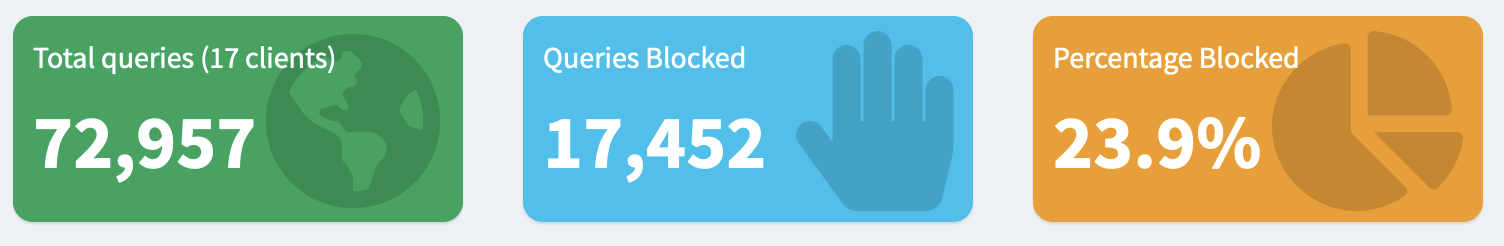 Total queries (17 clients)
72,957
Queries Blocked
17,452
Percentage Blocked
23.9%